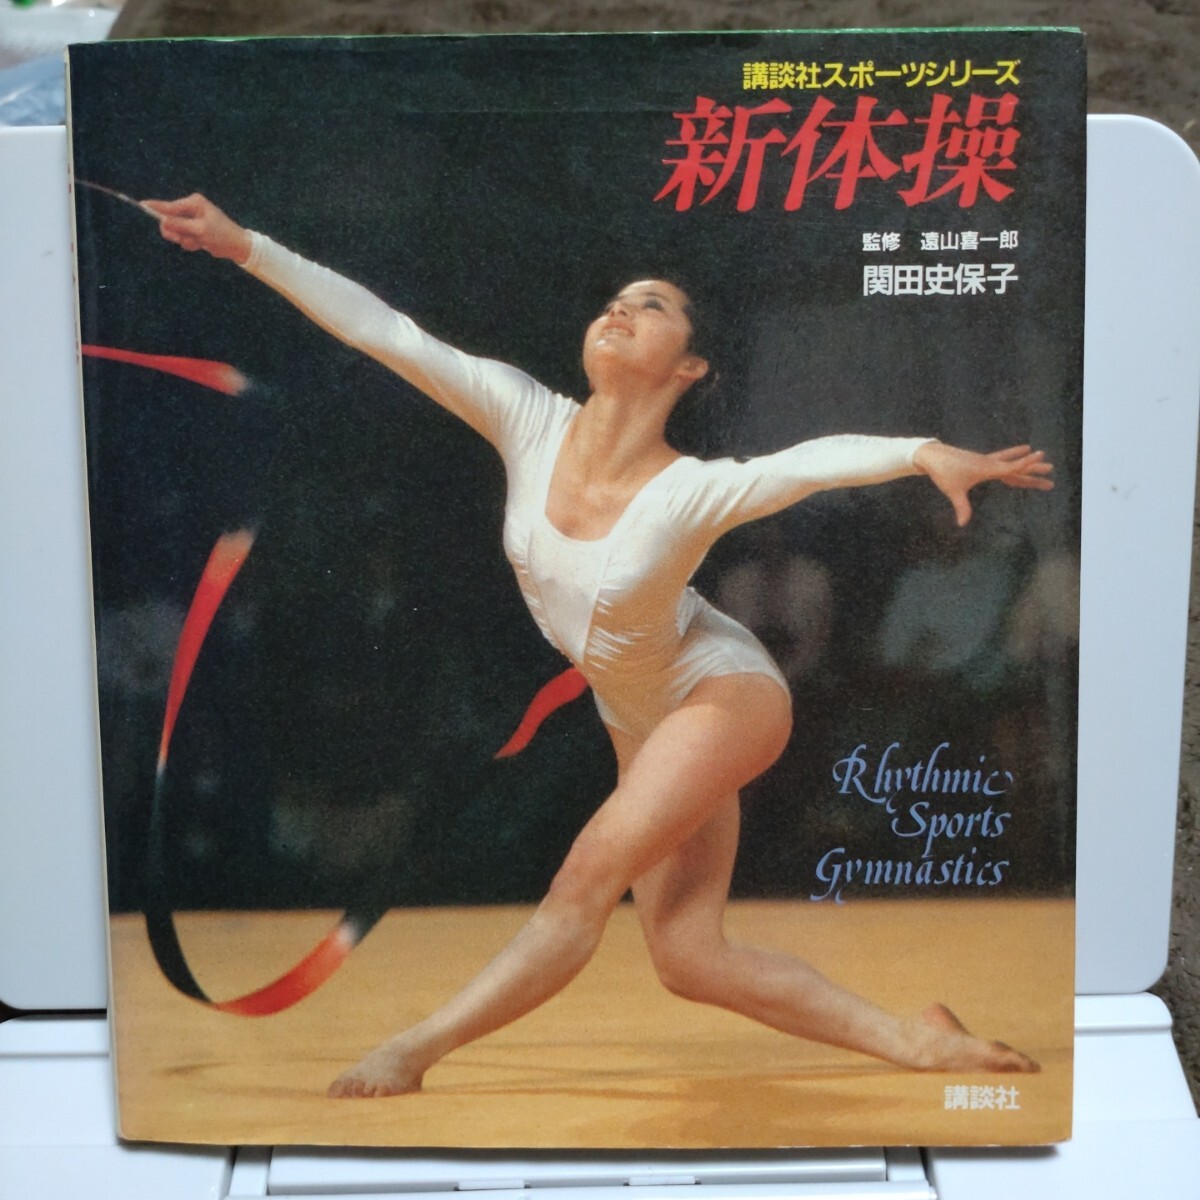 講談社スポーツシリーズ
新体操
監修 遠山喜一郎
関田史保子
Rhythmic
Sports
Gymnastics
講談社